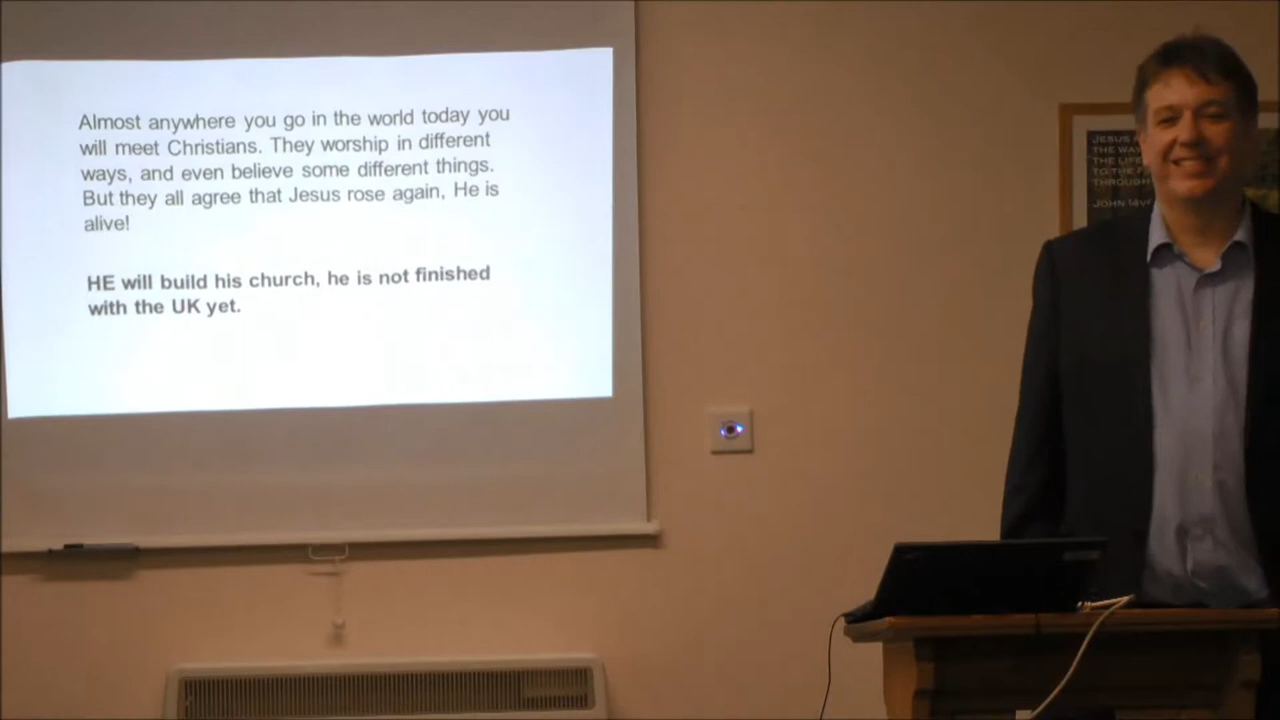 Almost anywhere you go in the world today you
will meet Christians. They worship in different
ways, and even believe some different things.
But they all agree that Jesus rose again, He is
alive!
HE will build his church, he is not finished
with the UK yet.
JESUS
THE WAY
THE LIFE
TO THE
THROUGH
JOHN 14